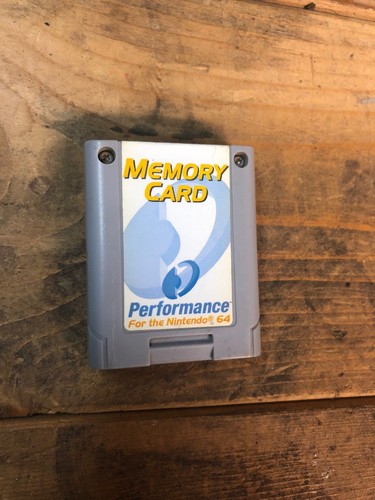 MEMORY
CARD
Performance™
For the Nintendo® 64